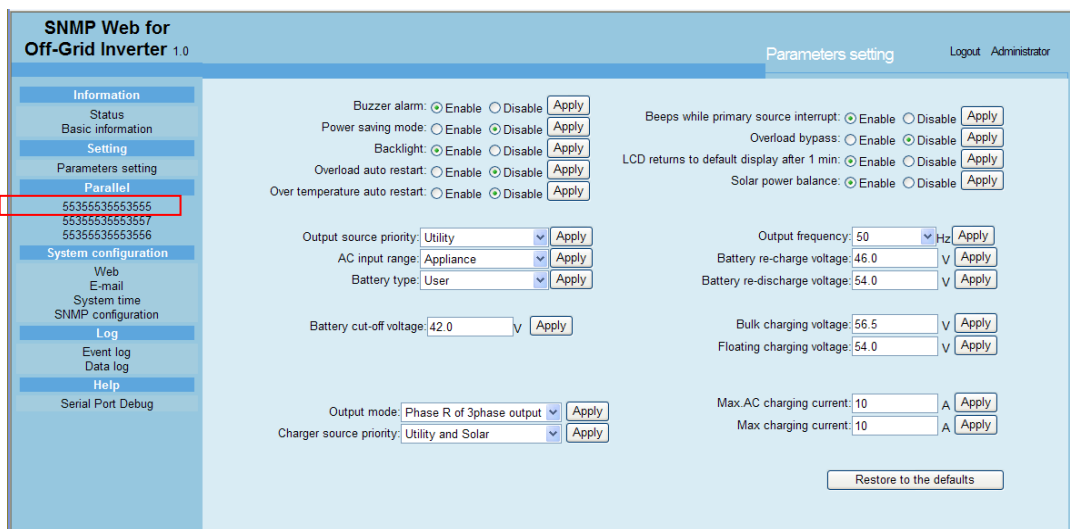 SNMP Web for
Off-Grid Inverter 1.0
Parameters setting
Logout Administrator
Information
Status
Basic information
Setting
Parameters setting
Parallel
55355535553555
55355535553557
55355535553556
System configuration
Web
E-mail
System time
SNMP configuration
Log
Event log
Data log
Help
Serial Port Debug
Buzzer alarm: Enable Disable Apply
Power saving mode: Enable Disable Apply
Backlight: Enable Disable Apply
Overload auto restart: Enable Disable Apply
Over temperature auto restart: Enable Disable Apply
Beeps while primary source interrupt: Enable Disable Apply
Overload bypass: Enable Disable Apply
LCD returns to default display after 1 min: Enable Disable Apply
Solar power balance: Enable Disable Apply
Output source priority: Utility Apply
AC input range: Appliance Apply
Battery type: User Apply
Output frequency: 50 Hz Apply
Battery re-charge voltage: 46.0 V Apply
Battery re-discharge voltage: 54.0 V Apply
Battery cut-off voltage: 42.0 V Apply
Bulk charging voltage: 56.5 V Apply
Floating charging voltage: 54.0 V Apply
Output mode: Phase R of 3phase output Apply
Charger source priority: Utility and Solar Apply
Max.AC charging current: 10 A Apply
Max charging current: 10 A Apply
Restore to the defaults